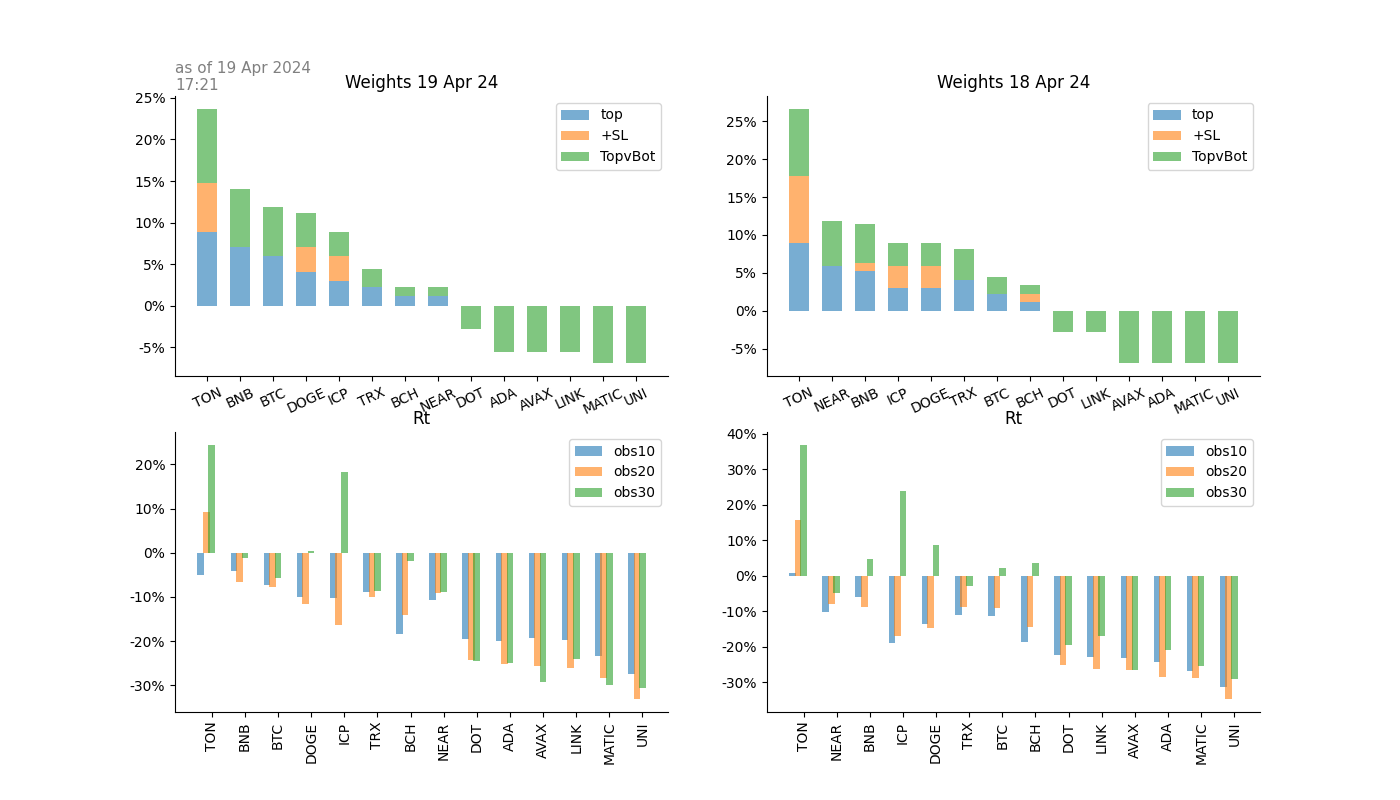 as of 19 Apr 2024
17:21
Weights 19 Apr 24
25%
20%
15%
10%
5%
0%
-5%
top
+SL
TopvBot
TON BNB BTC DOGE ICP TRX BCH NEAR DOT ADA AVAX LINK MATIC UNI
Weights 18 Apr 24
25%
20%
15%
10%
5%
0%
-5%
top
+SL
TopvBot
TON NEAR BNB ICP DOGE TRX BTC BCH DOT LINK AVAX ADA MATIC UNI
Rt
20%
10%
0%
-10%
-20%
-30%
obs10
obs20
obs30
TON BNB BTC DOGE ICP TRX BCH NEAR DOT ADA AVAX LINK MATIC UNI
Rt
40%
30%
20%
10%
0%
-10%
-20%
-30%
obs10
obs20
obs30
TON NEAR BNB ICP DOGE TRX BTC BCH DOT LINK AVAX ADA MATIC UNI